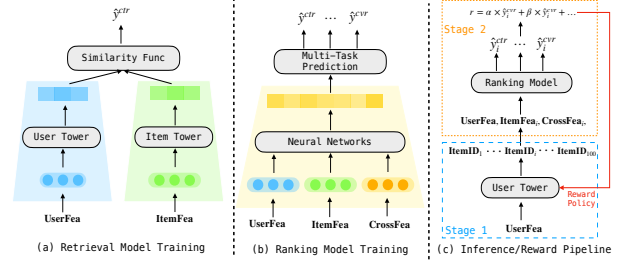 ŷ^{ctr}
Similarity Func
User Tower
Item Tower
UserFea
ItemFea
(a) Retrieval Model Training
ŷ^{ctr} ··· ŷ^{cvr}
Multi-Task
Prediction
Neural Networks
UserFea
ItemFea
CrossFea
(b) Ranking Model Training
r = α × ŷ_i^{ctr} + β × ŷ_i^{cvr} + …
Stage 2
ŷ_i^{ctr} ··· ŷ_i^{cvr}
Ranking Model
UserFea, ItemFea_i, CrossFea_i,
ItemID_1 ··· ItemID_i ··· ItemID_{100}
User Tower
Reward
Policy
UserFea
Stage 1
(c) Inference/Reward Pipeline